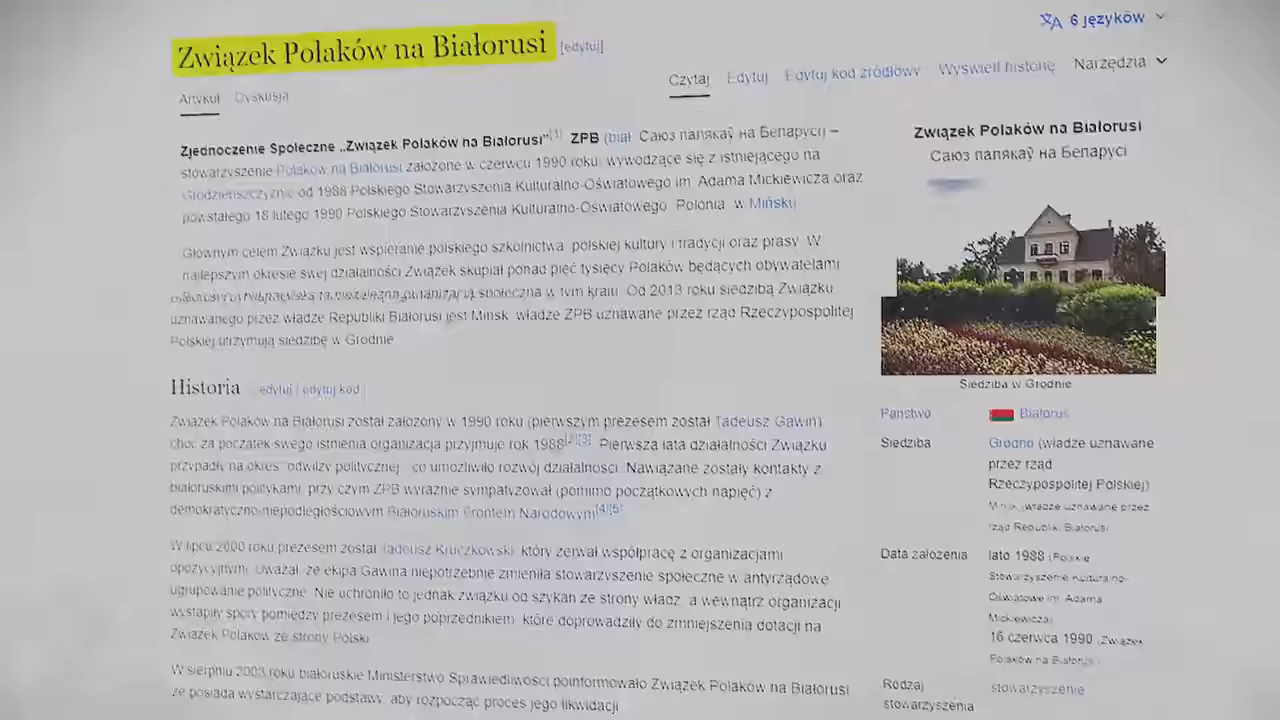 6 języków
Związek Polaków na Białorusi [edytuj]
Czytaj Edytuj Edytuj kod źródłowy Wyświetl historię Narzędzia
Artykuł Dyskusja
Zjednoczenie Społeczne „Związek Polaków na Białorusi”[1] ZPB (biał. Саюз палякаў на Беларусі) –
stowarzyszenie Polaków na Białorusi założone w czerwcu 1990 roku, wywodzące się z istniejącego na
Grodzieńszczyźnie od 1988 Polskiego Stowarzyszenia Kulturalno-Oświatowego im. Adama Mickiewicza oraz
powstałego 18 lutego 1990 Polskiego Stowarzyszenia Kulturalno-Oświatowego „Polonia” w Mińsku
Głównym celem Związku jest wspieranie polskiego szkolnictwa, polskiej kultury i tradycji oraz prasy. W
najlepszym okresie swej działalności Związek skupiał ponad pięć tysięcy Polaków będących obywatelami
społeczna w tym kraju. Od 2013 roku siedzibą Związku
uznawanego przez władze Republiki Białorusi jest Mińsk, władze ZPB uznawane przez rząd Rzeczypospolitej
Polskiej utrzymują siedzibę w Grodnie
Historia [edytuj | edytuj kod]
Związek Polaków na Białorusi został założony w 1990 roku (pierwszym prezesem został Tadeusz Gawin),
choć za początek swego istnienia organizacja przyjmuje rok 1988[2][3]. Pierwsza lata działalności Związku
przypadły na okres „odwilży politycznej”, co umożliwiło rozwój działalności. Nawiązane zostały kontakty z
białoruskimi politykami, przy czym ZPB wyraźnie sympatyzował (pomimo początkowych napięć) z
demokratyczno-niepodległościowym Białoruskim Frontem Narodowym[4][5]
W lipcu 2000 roku prezesem został Tadeusz Kruczkowski, który zerwał współpracę z organizacjami
opozycyjnymi. Uważał, że ekipa Gawina niepotrzebnie zmieniła stowarzyszenie społeczne w antyrządowe
ugrupowanie polityczne. Nie uchroniło to jednak związku od szykan ze strony władz, a wewnątrz organizacji
wystąpiły spory pomiędzy prezesem i jego poprzednikiem, które doprowadziły do zmniejszenia dotacji na
Związek Polaków ze strony Polski
W sierpniu 2003 roku białoruskie Ministerstwo Sprawiedliwości poinformowało Związek Polaków na Białorusi
że posiada wystarczające podstawy, aby rozpocząć proces jego likwidacji
Związek Polaków na Białorusi
Саюз палякаў на Беларусі
Siedziba w Grodnie
Państwo Białoruś
Siedziba Grodno (władze uznawane
przez rząd
Rzeczypospolitej Polskiej)
Mińsk (władze uznawane przez
rząd Republiki Białorusi)
Data założenia lato 1988 (Polskie
Stowarzyszenie Kulturalno-
Oświatowe im. Adama
Mickiewicza)
16 czerwca 1990 (Związek
Polaków na Białorusi)
Rodzaj stowarzyszenie
stowarzyszenia